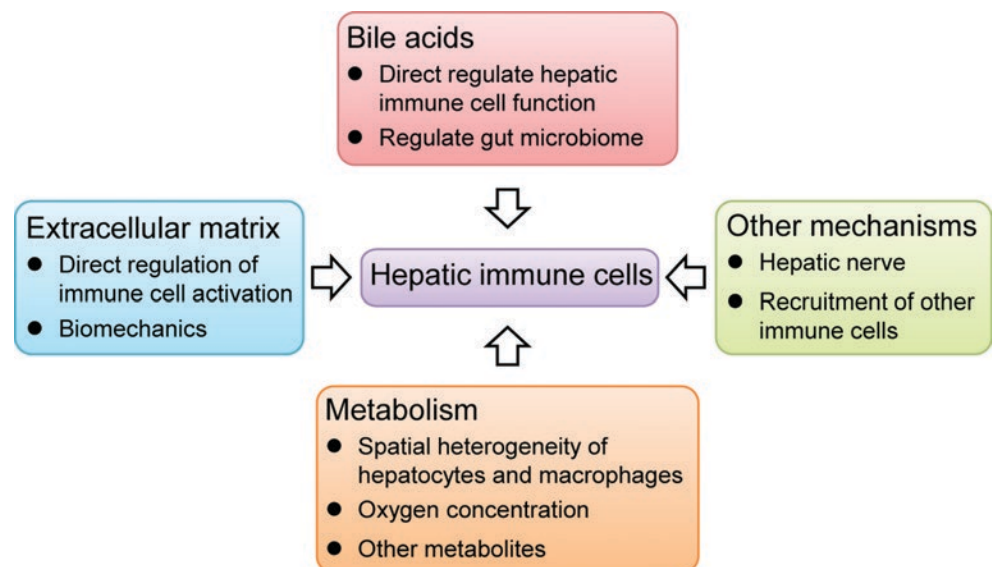 Bile acids
● Direct regulate hepatic
immune cell function
● Regulate gut microbiome
Extracellular matrix
● Direct regulation of
immune cell activation
● Biomechanics
Hepatic immune cells
Other mechanisms
● Hepatic nerve
● Recruitment of other
immune cells
Metabolism
● Spatial heterogeneity of
hepatocytes and macrophages
● Oxygen concentration
● Other metabolites